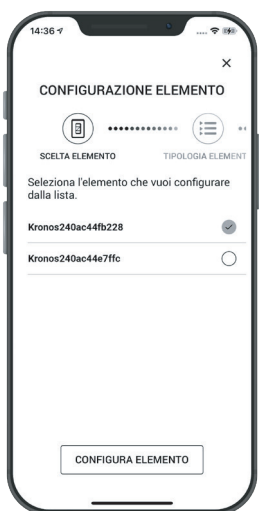 14:36
CONFIGURAZIONE ELEMENTO
SCELTA ELEMENTO
TIPOLOGIA ELEMENT
Seleziona l'elemento che vuoi configurare
dalla lista.
Kronos240ac44fb228
Kronos240ac44e7ffc
CONFIGURA ELEMENTO